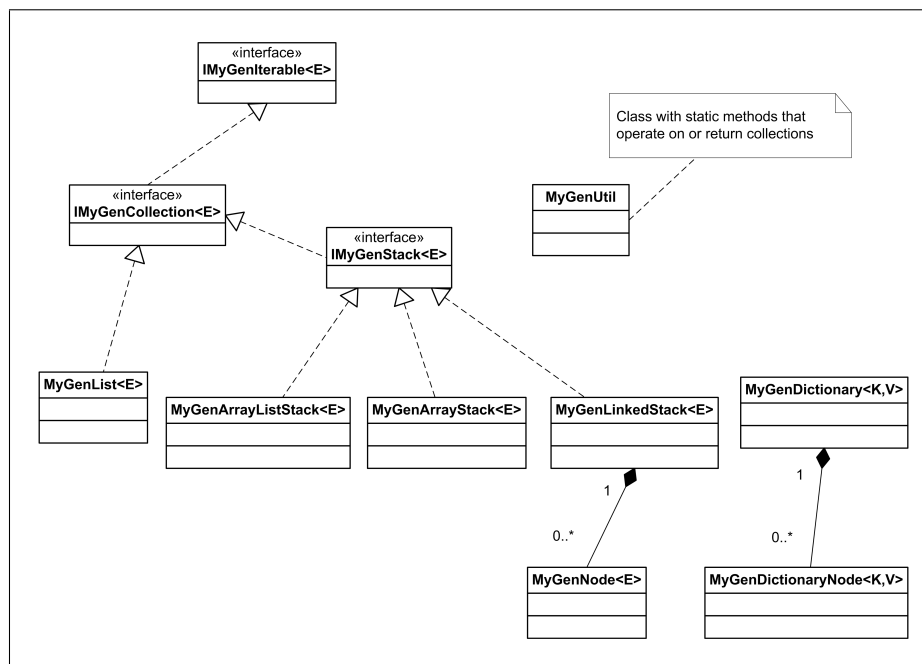 «interface»
IMyGenIterable<E>
Class with static methods that
operate on or return collections
«interface»
IMyGenCollection<E>
MyGenUtil
«interface»
IMyGenStack<E>
MyGenList<E>
MyGenArrayListStack<E>
MyGenArrayStack<E>
MyGenLinkedStack<E>
MyGenDictionary<K,V>
1
1
0..*
0..*
MyGenNode<E>
MyGenDictionaryNode<K,V>